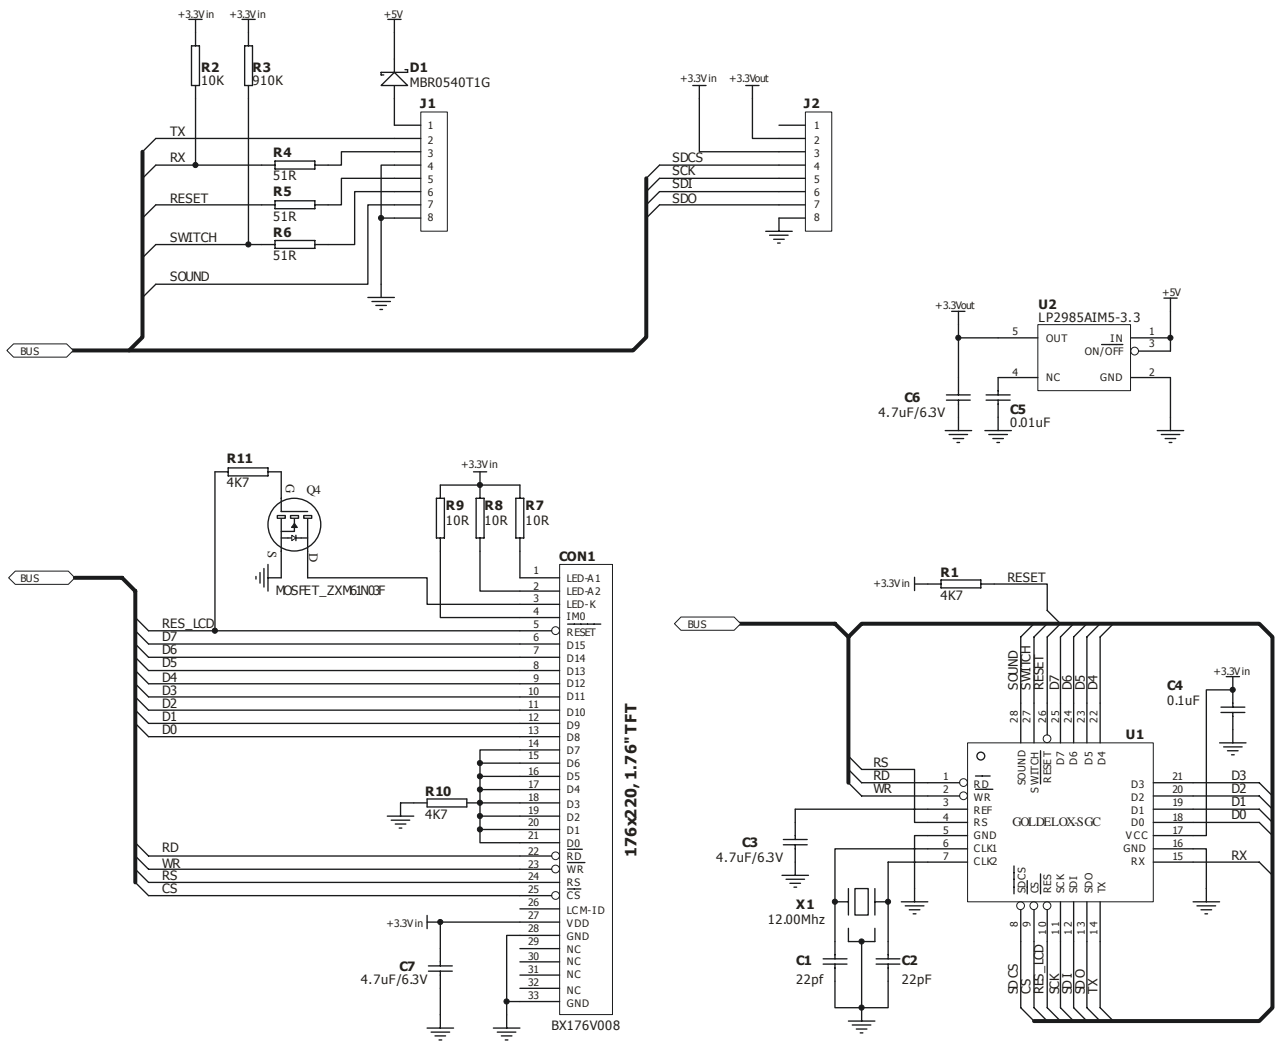 +3.3Vin
+3.3Vin
+5V
R2
10K
R3
910K
D1
MBR0540T1G
J1
TX
RX
R4
51R
RESET
R5
51R
SWITCH
R6
51R
SOUND
1
2
3
4
5
6
7
8
BUS
+3.3Vin
+3.3Vout
J2
SDCS
SCK
SDI
SDO
1
2
3
4
5
6
7
8
+3.3Vout
U2
LP2985AIM5-3.3
+5V
5
OUT
IN
1
ON/OFF
3
4
NC
GND
2
C6
4.7uF/6.3V
C5
0.01uF
R11
4K7
G
Q4
S
D
MOSFET_ZXM61N03F
+3.3Vin
R9
10R
R8
10R
R7
10R
CON1
BUS
RES_LCD
D7
D6
D5
D4
D3
D2
D1
D0
R10
4K7
RD
WR
RS
CS
+3.3Vin
C7
4.7uF/6.3V
1 LED-A1
2 LED-A2
3 LED-K
4 IM0
5 RESET
6 D15
7 D14
8 D13
9 D12
10 D11
11 D10
12 D9
13 D8
14 D7
15 D6
16 D5
17 D4
18 D3
19 D2
20 D1
21 D0
22 RD
23 WR
24 RS
25 CS
26 LCM-ID
27 VDD
28 GND
29 NC
30 NC
31 NC
32 NC
33 GND
BX176V008
176x220, 1.76" TFT
+3.3Vin
R1
4K7
RESET
BUS
SOUND
SWITCH
RESET
D7
D6
D5
D4
28
27
26
25
24
23
22
C4
0.1uF
+3.3Vin
U1
SOUND
SWITCH
RESET
D7
D6
D5
D4
RS
RD
WR
1 RD
2 WR
3 REF
4 RS
5 GND
6 CLK1
7 CLK2
GOLDELOX-SGC
D3 21 D3
D2 20 D2
D1 19 D1
D0 18 D0
VCC 17
GND 16
RX 15 RX
C3
4.7uF/6.3V
X1
12.00Mhz
C1
22pf
C2
22pF
SDCS
CS
RES
SCK
SDI
SDO
TX
8
9
10
11
12
13
14
SDCS
CS
RES_LCD
SCK
SDI
SDO
TX